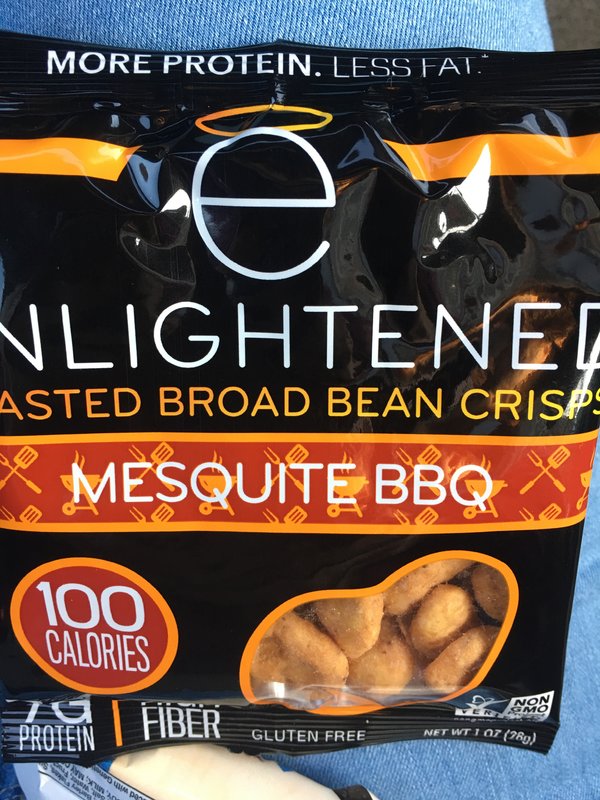 MORE PROTEIN. LESS FAT.‡
e
NLIGHTENED
ASTED BROAD BEAN CRISPS
MESQUITE BBQ
100
CALORIES
7G
PROTEIN
FIBER
GLUTEN FREE
NON
GMO
NET WT 1 OZ (28g)